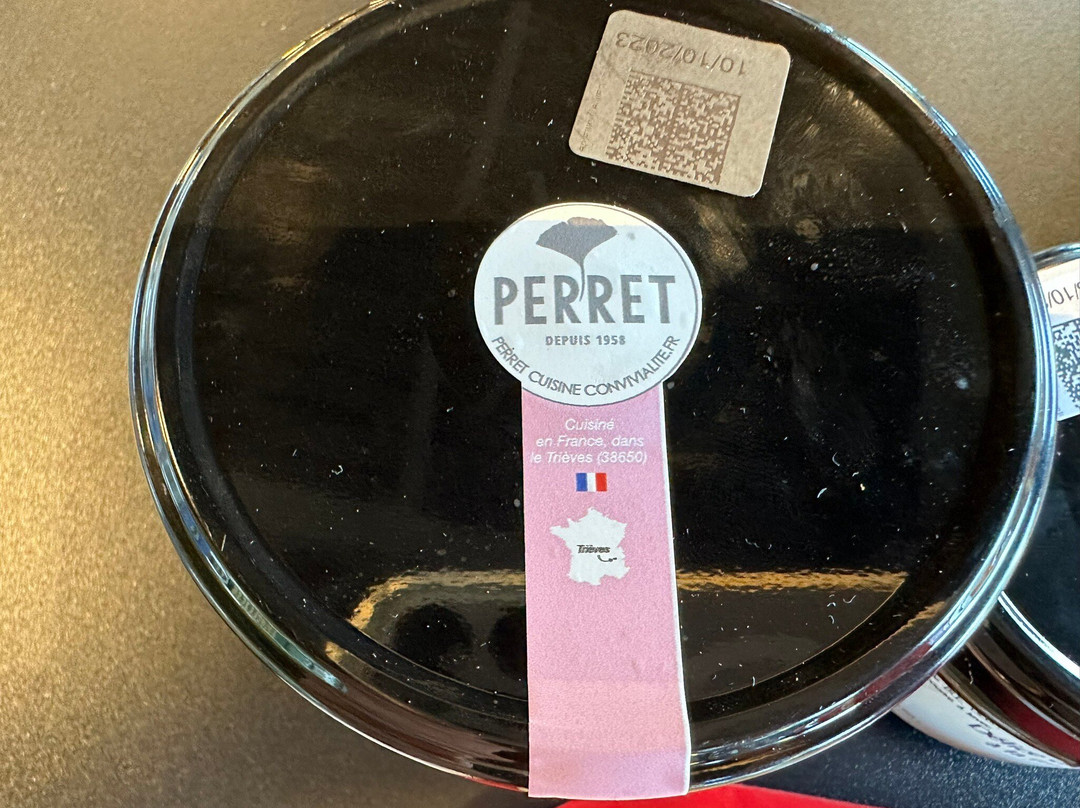 10/10/2023
PERRET
DEPUIS 1958
PERRET CUISINE CONVIVIALITE.FR
Cuisiné
en France, dans
le Trièves (38650)
Trièves